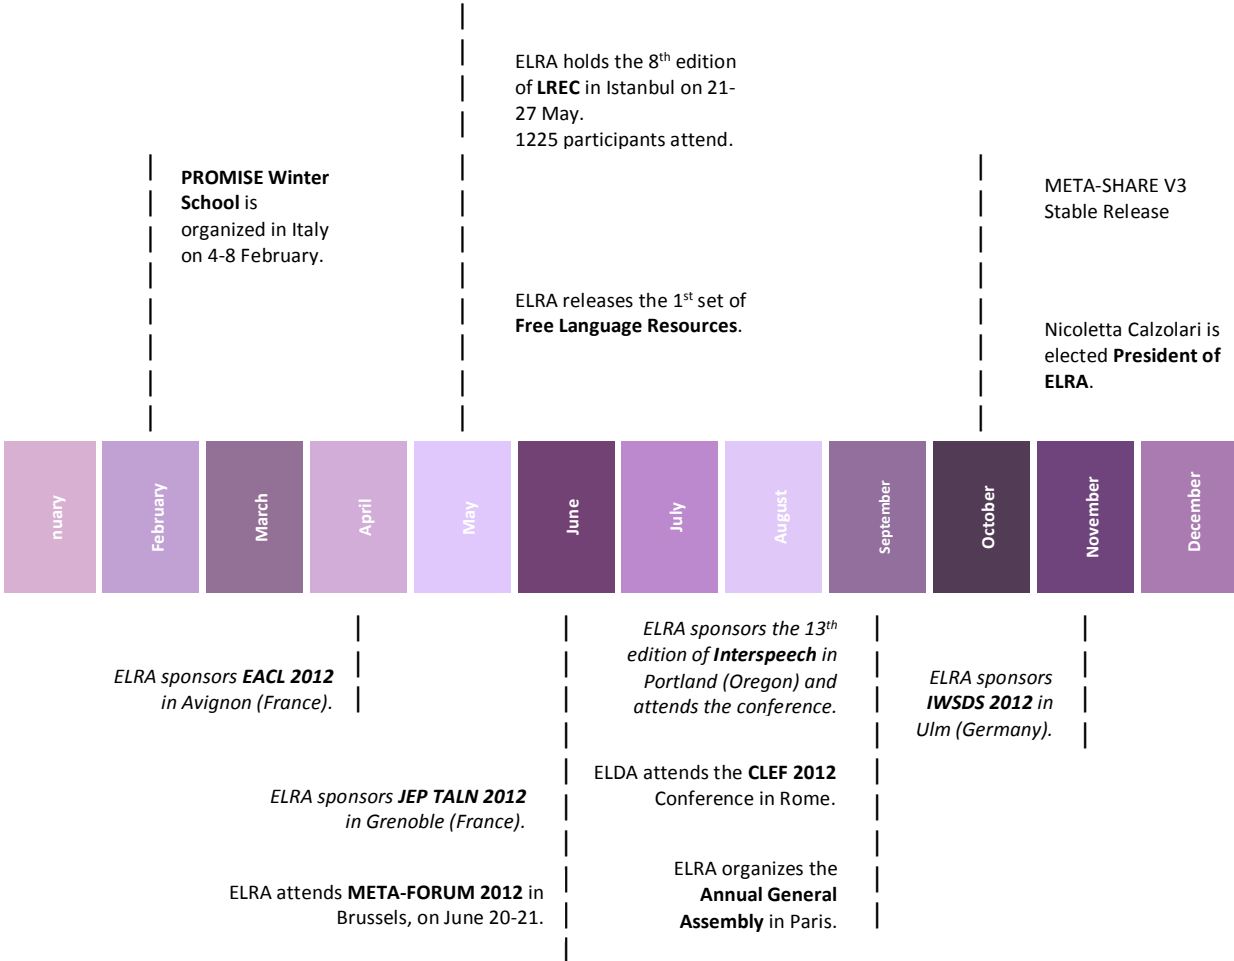 ELRA holds the 8th edition
of LREC in Istanbul on 21-
27 May.
1225 participants attend.
PROMISE Winter
School is
organized in Italy
on 4-8 February.
META-SHARE V3
Stable Release
ELRA releases the 1st set of
Free Language Resources.
Nicoletta Calzolari is
elected President of
ELRA.
nuary
February
March
April
May
June
July
August
September
October
November
December
ELRA sponsors EACL 2012
in Avignon (France).
ELRA sponsors the 13th
edition of Interspeech in
Portland (Oregon) and
attends the conference.
ELRA sponsors
IWSDS 2012 in
Ulm (Germany).
ELRA sponsors JEP TALN 2012
in Grenoble (France).
ELDA attends the CLEF 2012
Conference in Rome.
ELRA attends META-FORUM 2012 in
Brussels, on June 20-21.
ELRA organizes the
Annual General
Assembly in Paris.